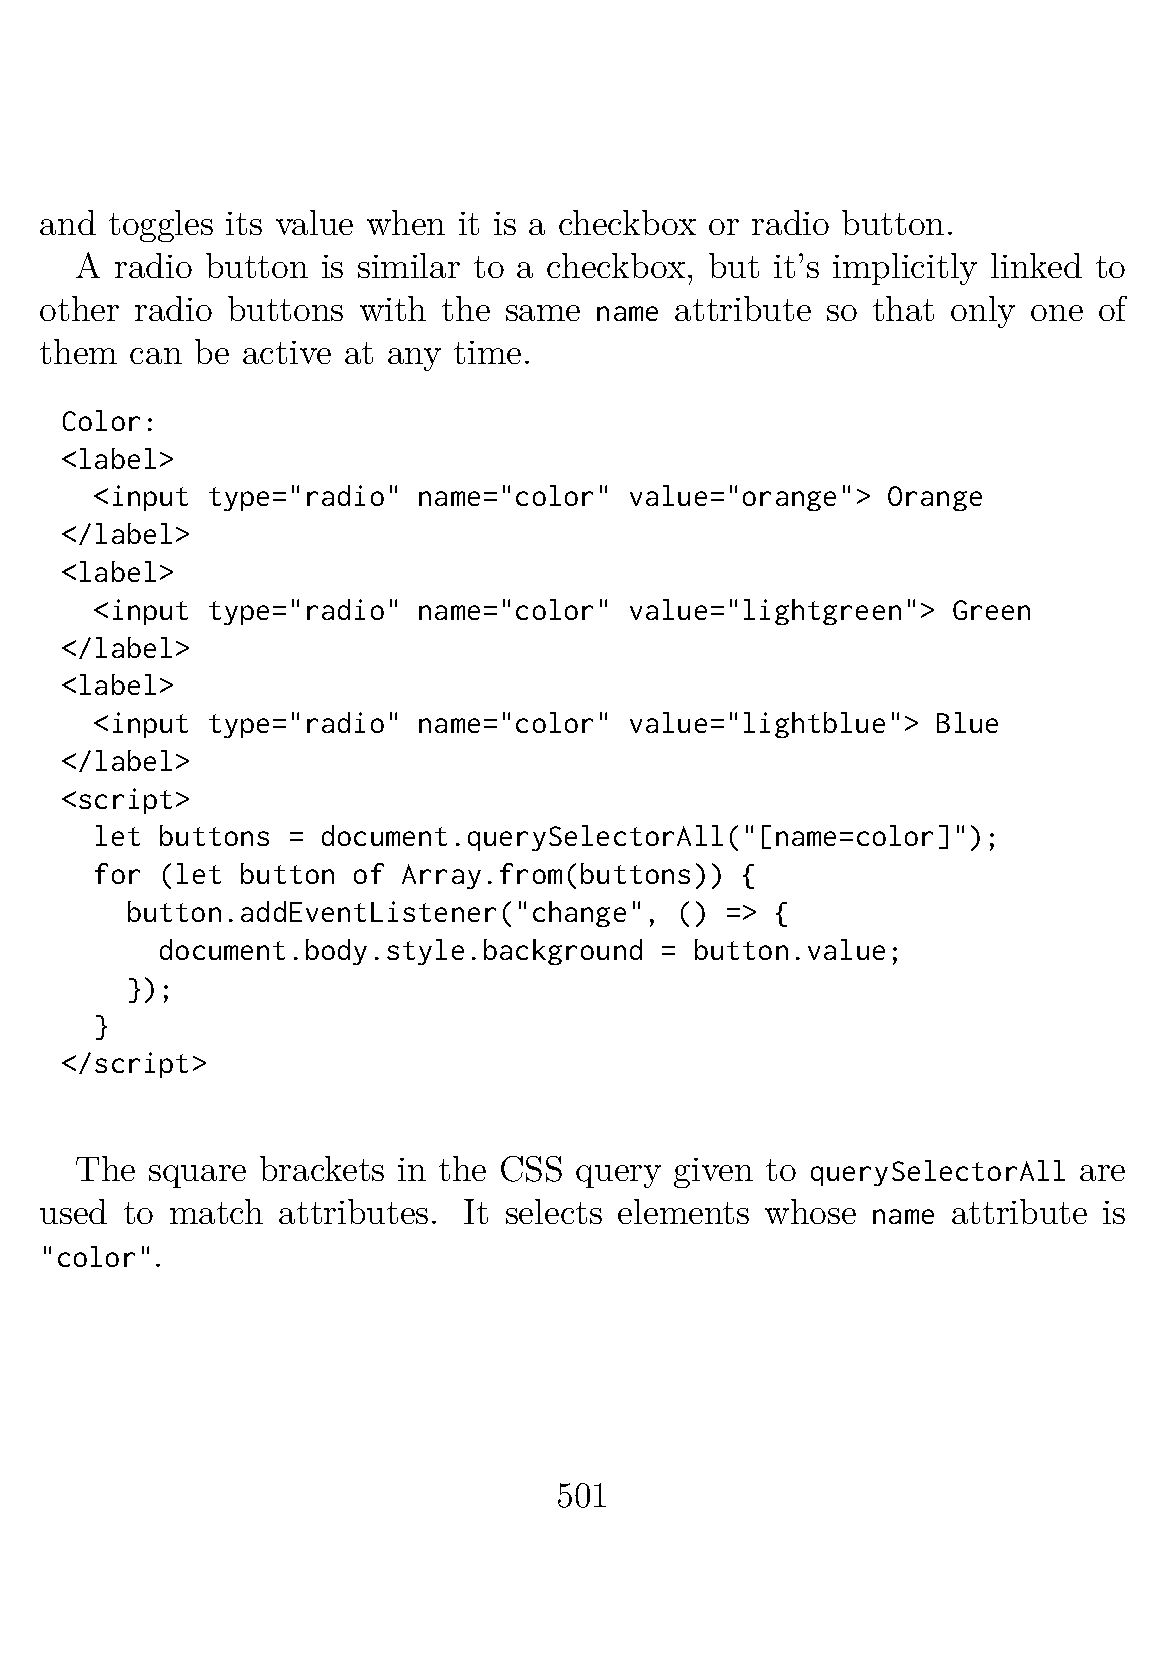 and toggles its value when it is a checkbox or radio button.
A radio button is similar to a checkbox, but it's implicitly linked to
other radio buttons with the same name attribute so that only one of
them can be active at any time.
Color:
<label>
  <input type="radio" name="color" value="orange"> Orange
</label>
<label>
  <input type="radio" name="color" value="lightgreen"> Green
</label>
<label>
  <input type="radio" name="color" value="lightblue"> Blue
</label>
<script>
  let buttons = document.querySelectorAll("[name=color]");
  for (let button of Array.from(buttons)) {
    button.addEventListener("change", () => {
      document.body.style.background = button.value;
    });
  }
</script>
The square brackets in the CSS query given to querySelectorAll are
used to match attributes. It selects elements whose name attribute is
"color".
501